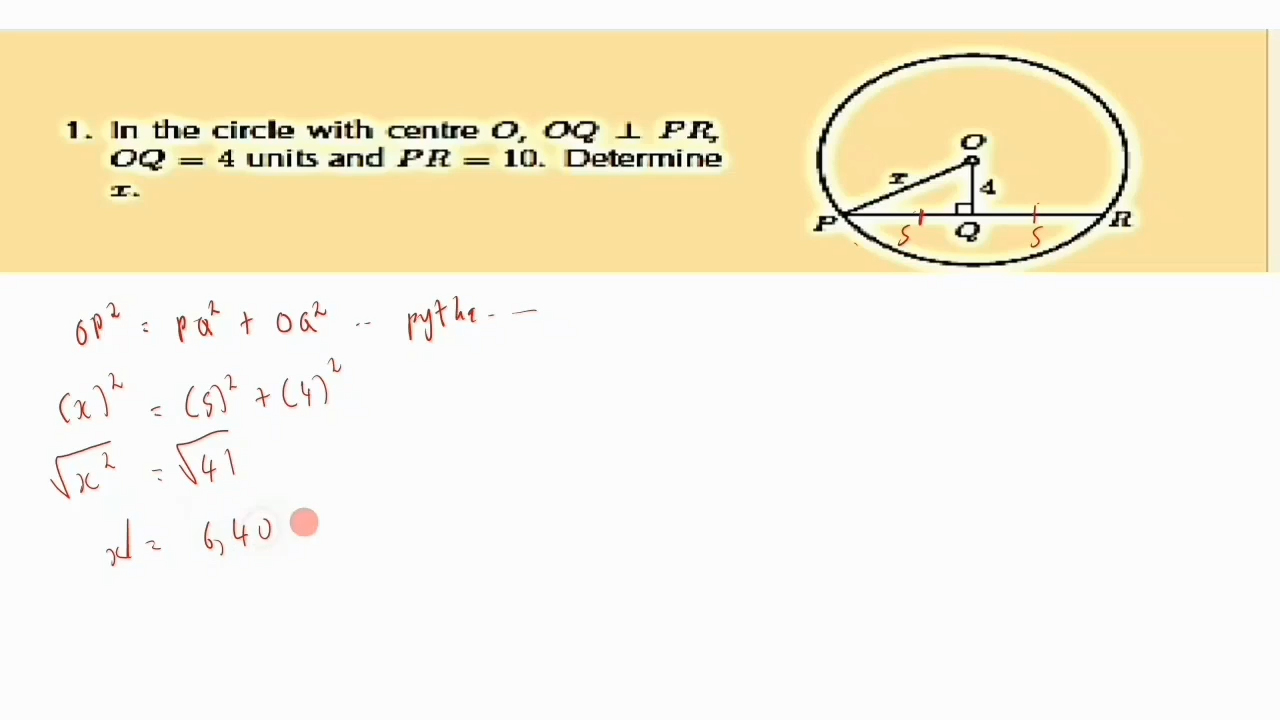 1. In the circle with centre O, OQ ⊥ PR,
OQ = 4 units and PR = 10. Determine
x.
O
x
4
P
Q
R
5
5
OP² = PQ² + OQ² .. pytha. —
(x)² = (5)² + (4)²
√x² = √41
x = 6,40